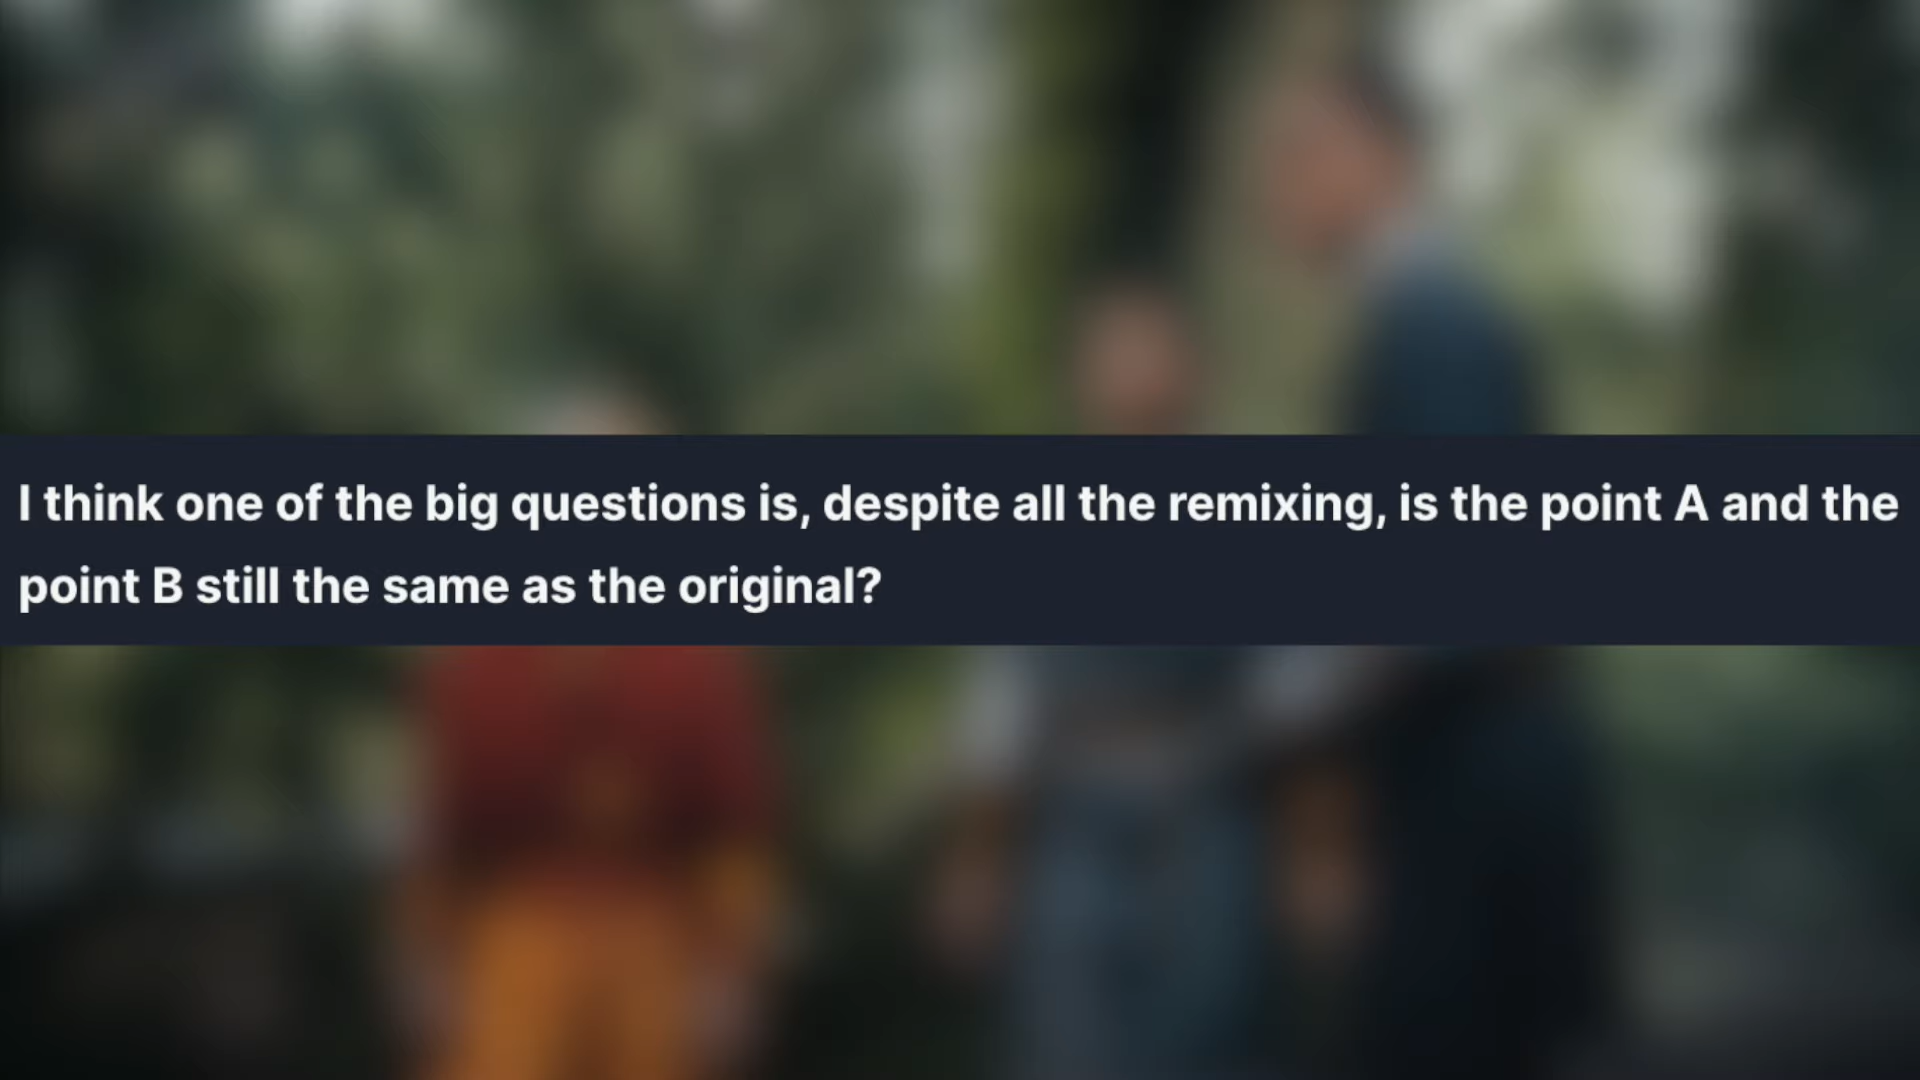 I think one of the big questions is, despite all the remixing, is the point A and the
point B still the same as the original?